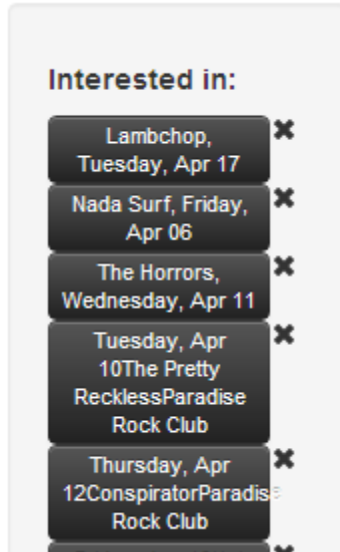 Interested in:
Lambchop,
Tuesday, Apr 17
Nada Surf, Friday,
Apr 06
The Horrors,
Wednesday, Apr 11
Tuesday, Apr
10The Pretty
RecklessParadise
Rock Club
Thursday, Apr
12ConspiratorParadise
Rock Club